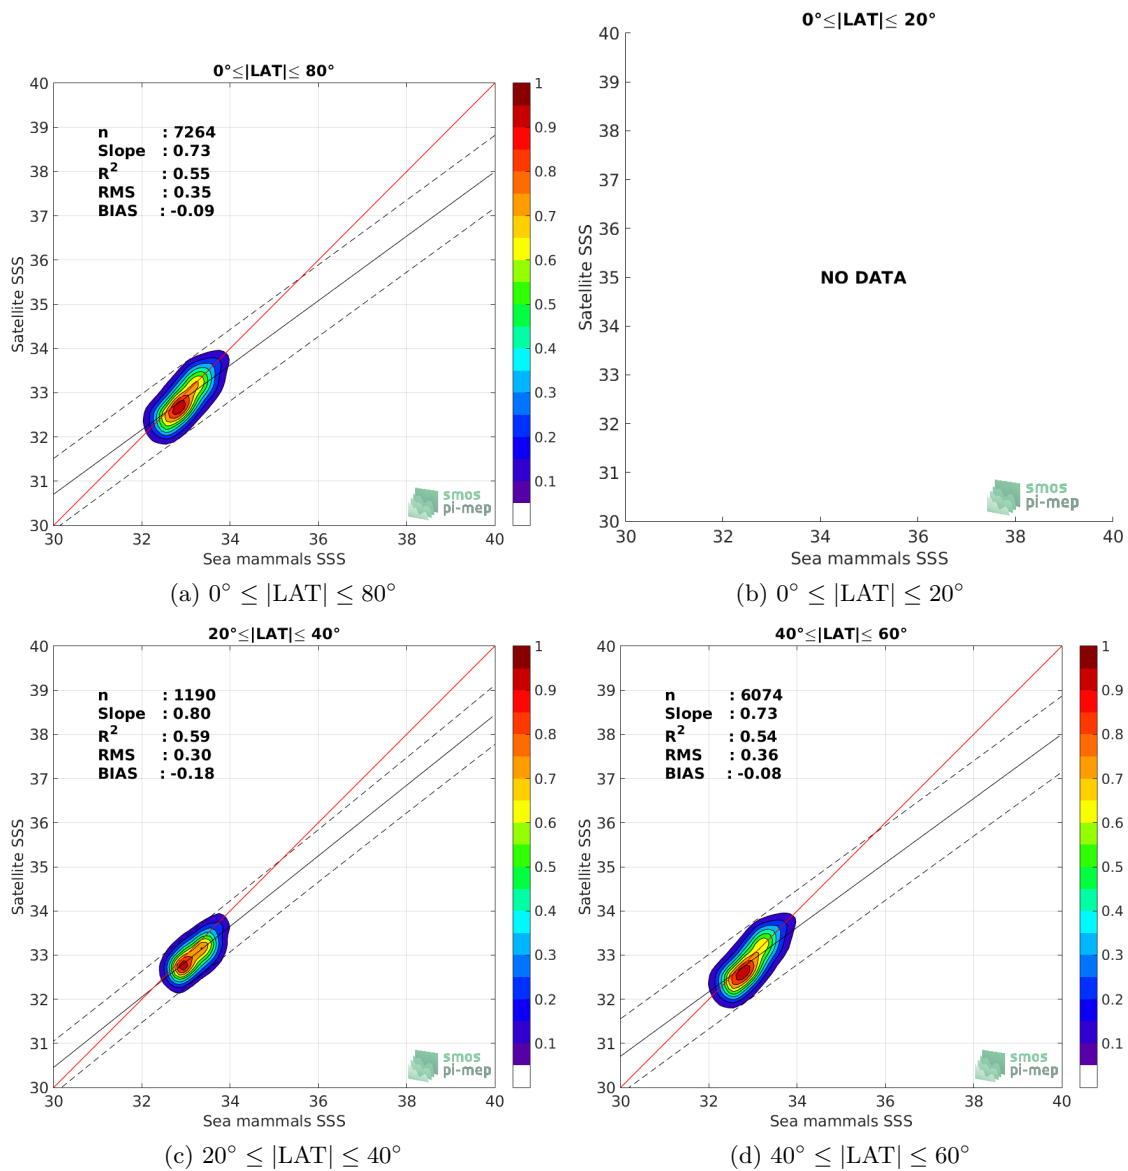 0°≤|LAT|≤ 80°
n : 7264
Slope : 0.73
R2 : 0.55
RMS : 0.35
BIAS : -0.09
40
39
38
37
36
35
34
33
32
31
30
30 32 34 36 38 40
Satellite SSS
Sea mammals SSS
1
0.9
0.8
0.7
0.6
0.5
0.4
0.3
0.2
0.1
smos
pi-mep
(a) 0° ≤ |LAT| ≤ 80°
0°≤|LAT|≤ 20°
40
39
38
37
36
35
34
33
32
31
30
30 32 34 36 38 40
Satellite SSS
Sea mammals SSS
NO DATA
smos
pi-mep
(b) 0° ≤ |LAT| ≤ 20°
20°≤|LAT|≤ 40°
n : 1190
Slope : 0.80
R2 : 0.59
RMS : 0.30
BIAS : -0.18
40
39
38
37
36
35
34
33
32
31
30
30 32 34 36 38 40
Satellite SSS
Sea mammals SSS
1
0.9
0.8
0.7
0.6
0.5
0.4
0.3
0.2
0.1
smos
pi-mep
(c) 20° ≤ |LAT| ≤ 40°
40°≤|LAT|≤ 60°
n : 6074
Slope : 0.73
R2 : 0.54
RMS : 0.36
BIAS : -0.08
40
39
38
37
36
35
34
33
32
31
30
30 32 34 36 38 40
Satellite SSS
Sea mammals SSS
1
0.9
0.8
0.7
0.6
0.5
0.4
0.3
0.2
0.1
smos
pi-mep
(d) 40° ≤ |LAT| ≤ 60°